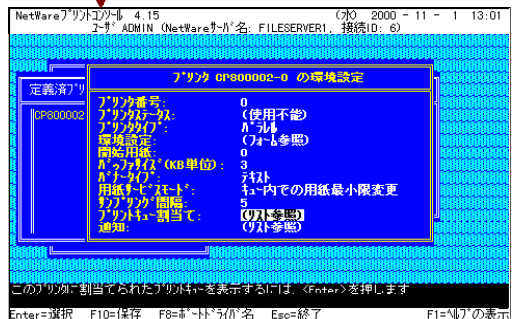 NetWareプリントコンソール 4.15 (水) 2000 - 11 - 1 13:01
ユーザ ADMIN (NetWareサーバ名: FILESERVER1, 接続ID: 6)
プリンタ CP800002-0 の環境設定
定義済プリ
CP800002
プリンタ番号: 0
プリンタステータス: (使用不能)
プリンタタイプ: パラレル
環境設定: (フォーム参照)
開始用紙: 0
バッファサイズ(KB単位): 3
バナータイプ: テキスト
用紙サービスモード: キュー内での用紙最小限変更
サンプリング間隔: 5
プリントキュー割当て: (リスト参照)
通知: (リスト参照)
このプリンタに割当てられたプリントキューを表示するには、<Enter>を押します
Enter=選択 F10=保存 F8=ポートドライバ名 Esc=終了 F1=ヘルプの表示